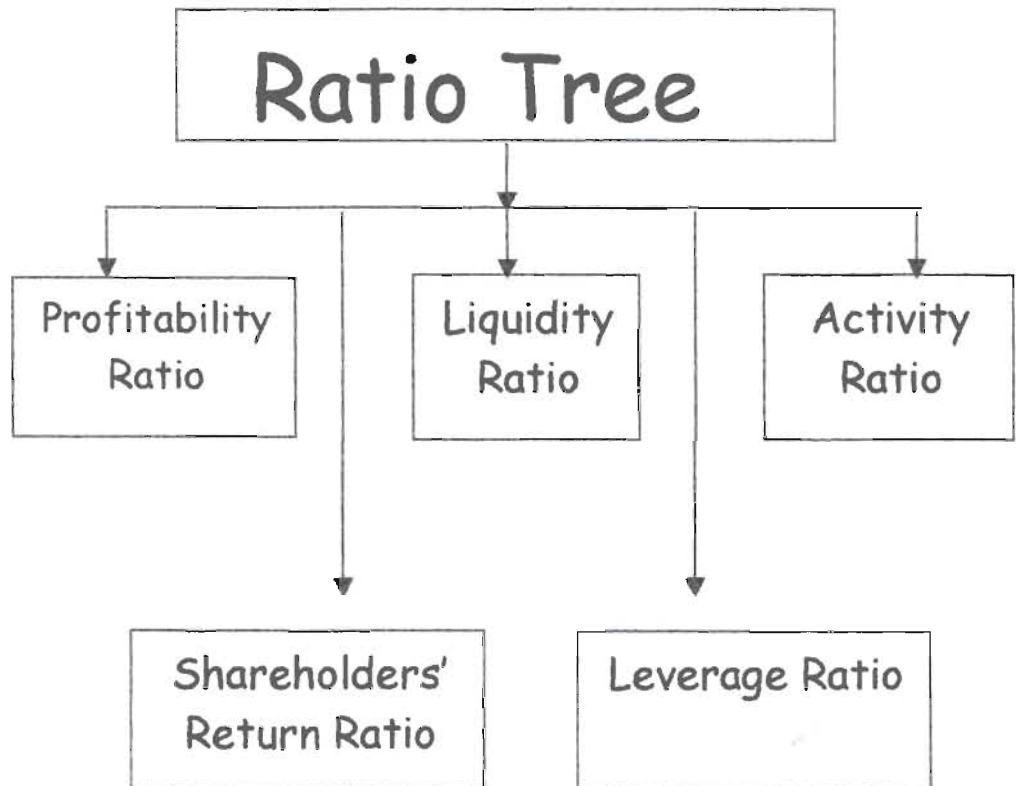 Ratio Tree
Profitability
Ratio
Liquidity
Ratio
Activity
Ratio
Shareholders'
Return Ratio
Leverage Ratio